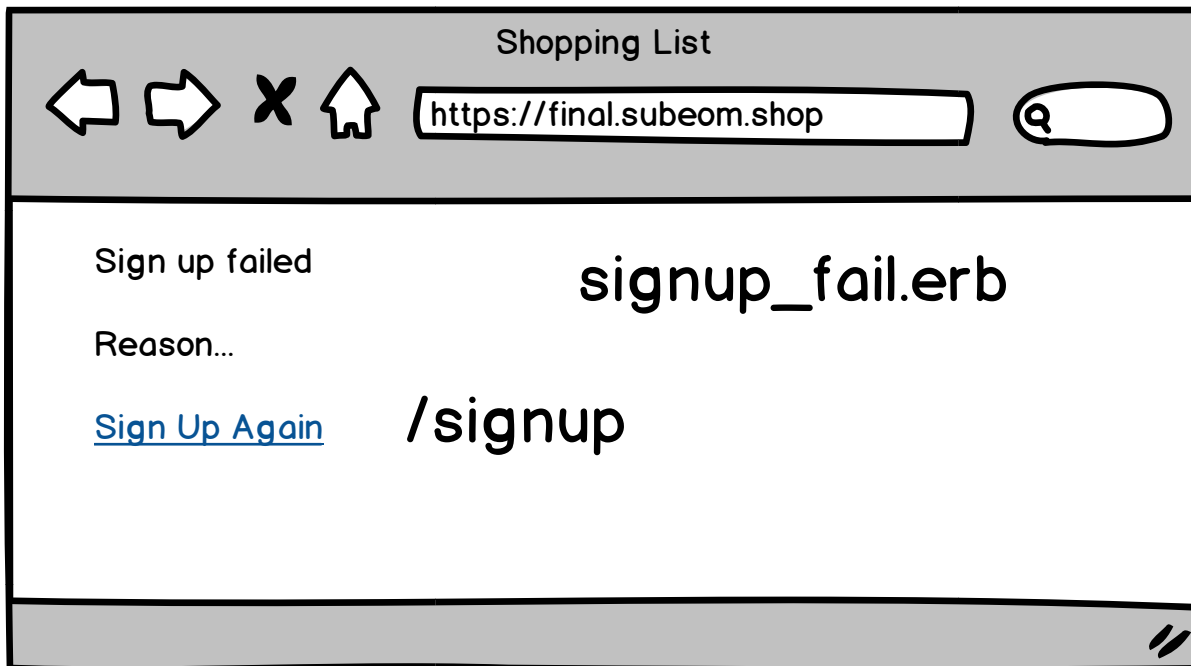 Shopping List
https://final.subeom.shop
Sign up failed
signup_fail.erb
Reason...
Sign Up Again
/signup